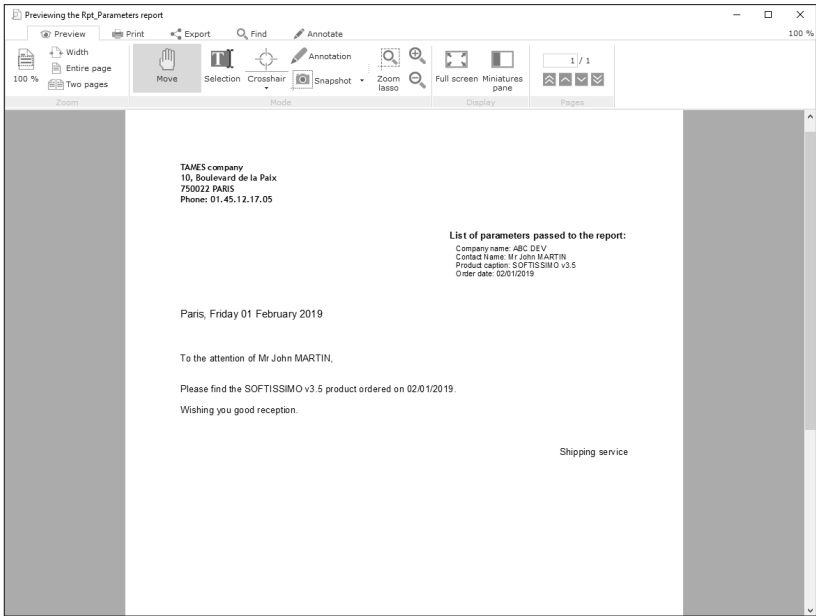 Previewing the Rpt_Parameters report
Preview Print Export Find Annotate 100 %
100 %
Width
Entire page
Two pages
Zoom
Move
Selection
Crosshair
Annotation
Snapshot
Zoom lasso
Mode
Full screen
Miniatures pane
Display
1 / 1
Pages
TAMES company
10, Boulevard de la Paix
750022 PARIS
Phone: 01.45.12.17.05
List of parameters passed to the report:
Company name: ABC DEV
Contact Name: Mr John MARTIN
Product caption: SOFTISSIMO v3.5
Order date: 02/01/2019
Paris, Friday 01 February 2019
To the attention of Mr John MARTIN,
Please find the SOFTISSIMO v3.5 product ordered on 02/01/2019.
Wishing you good reception.
Shipping service